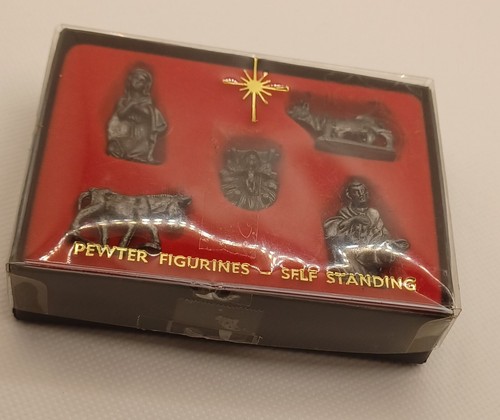 PEWTER FIGURINES — SELF STANDING